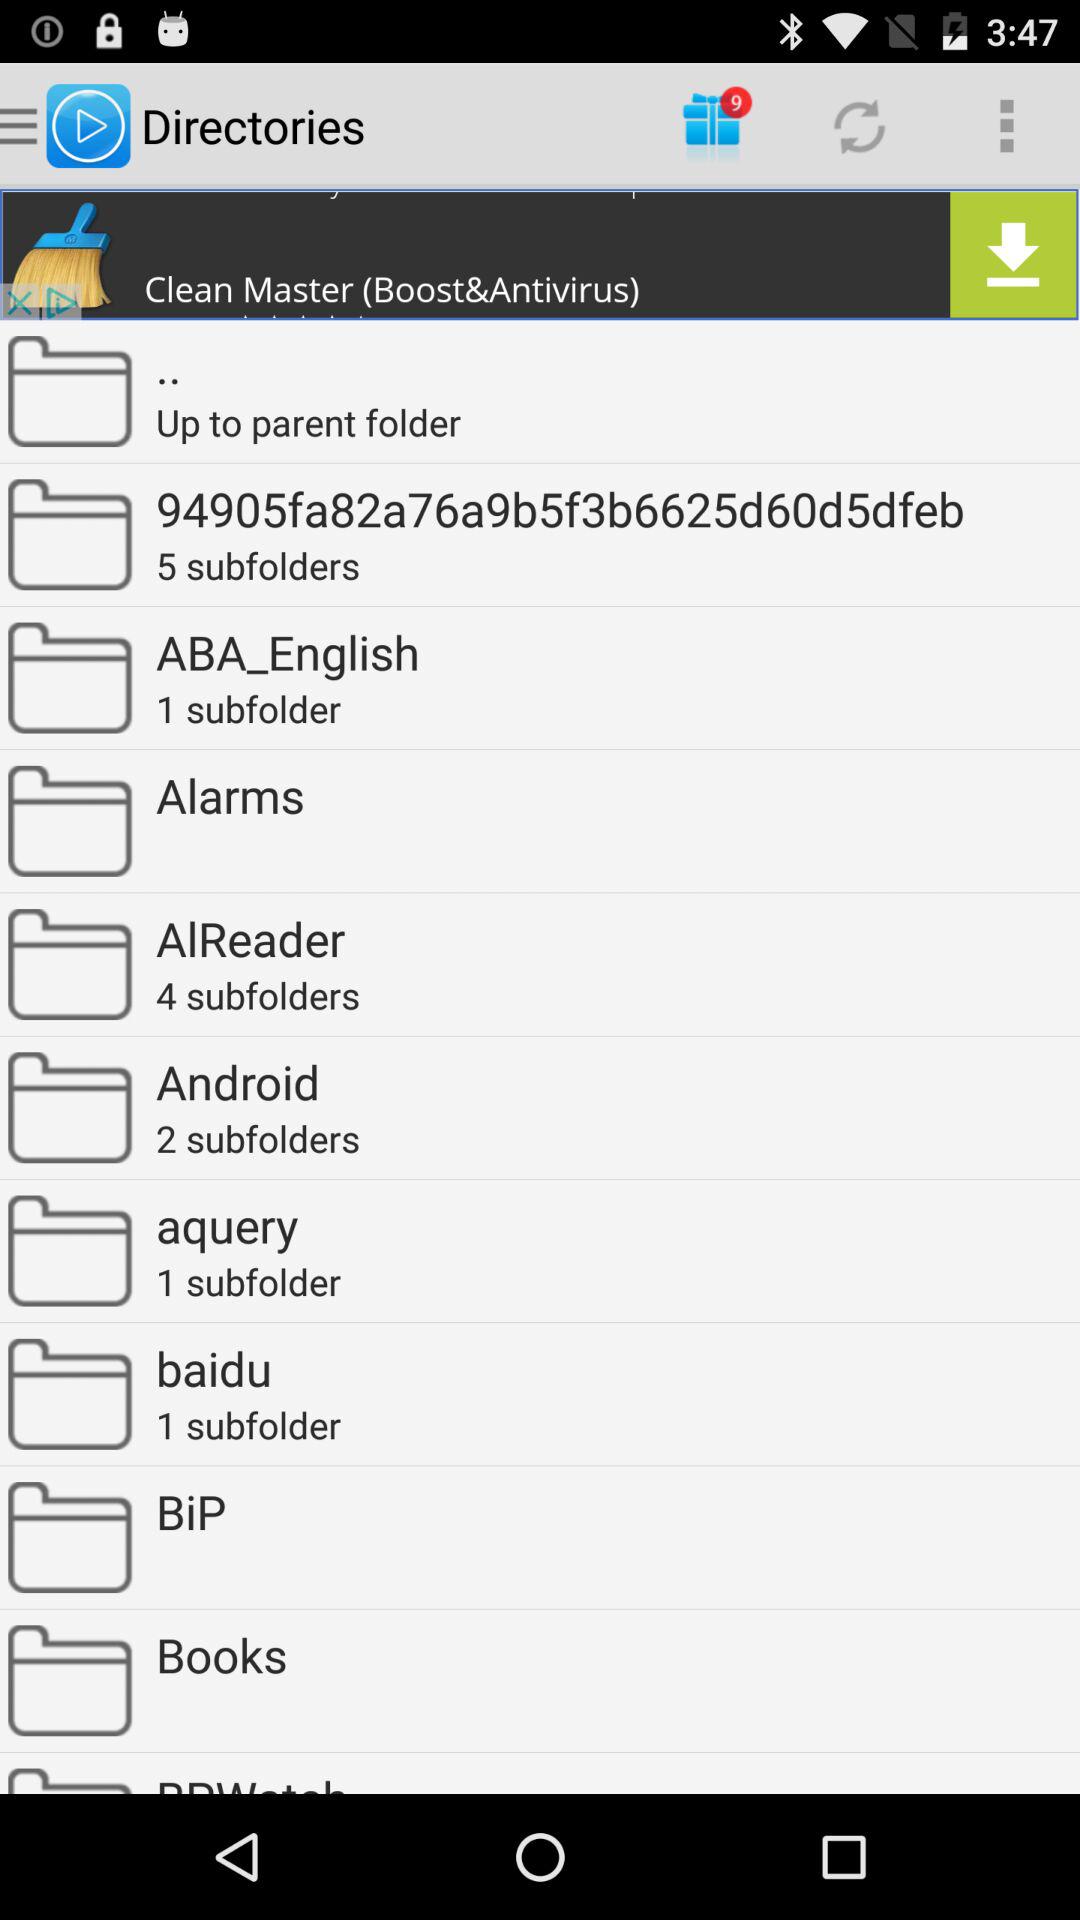 3:47
Directories
9
Clean Master (Boost&Antivirus)
..
Up to parent folder
94905fa82a76a9b5f3b6625d60d5dfeb
5 subfolders
ABA_English
1 subfolder
Alarms
AlReader
4 subfolders
Android
2 subfolders
aquery
1 subfolder
baidu
1 subfolder
BiP
Books